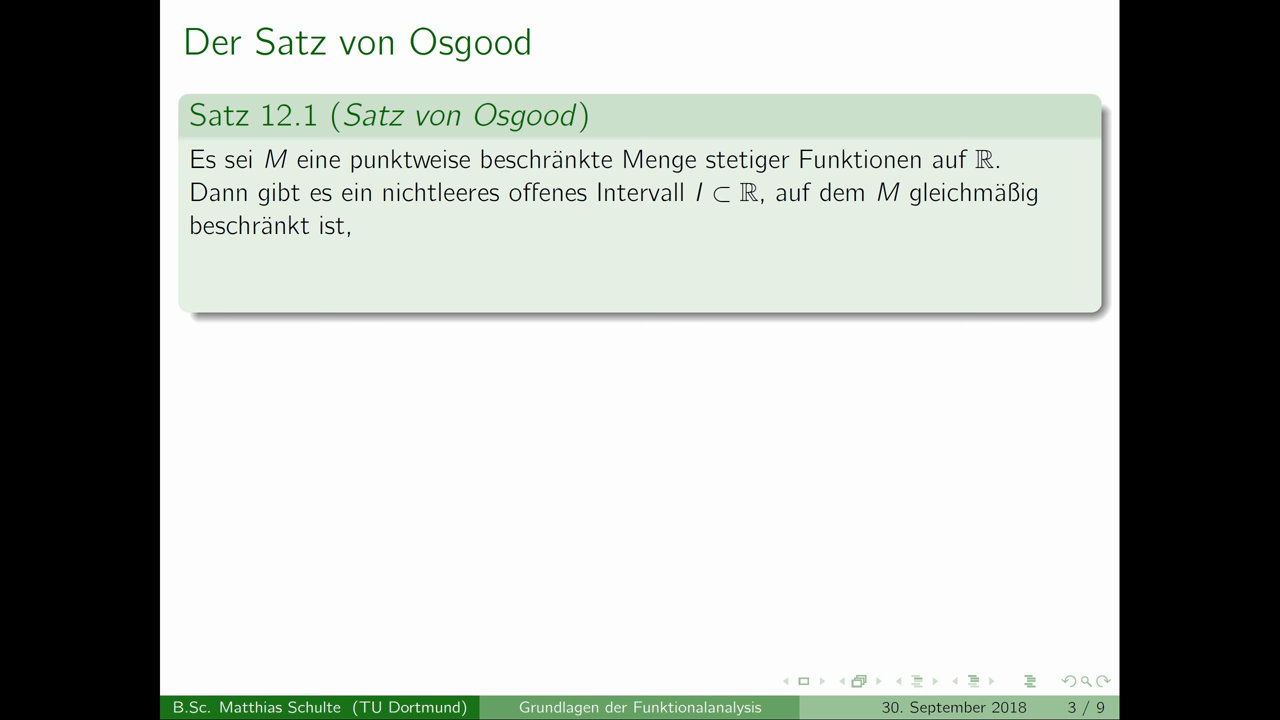 Der Satz von Osgood
Satz 12.1 (Satz von Osgood)
Es sei M eine punktweise beschränkte Menge stetiger Funktionen auf ℝ.
Dann gibt es ein nichtleeres offenes Intervall I ⊂ ℝ, auf dem M gleichmäßig
beschränkt ist,
B.Sc. Matthias Schulte (TU Dortmund) Grundlagen der Funktionalanalysis 30. September 2018 3 / 9